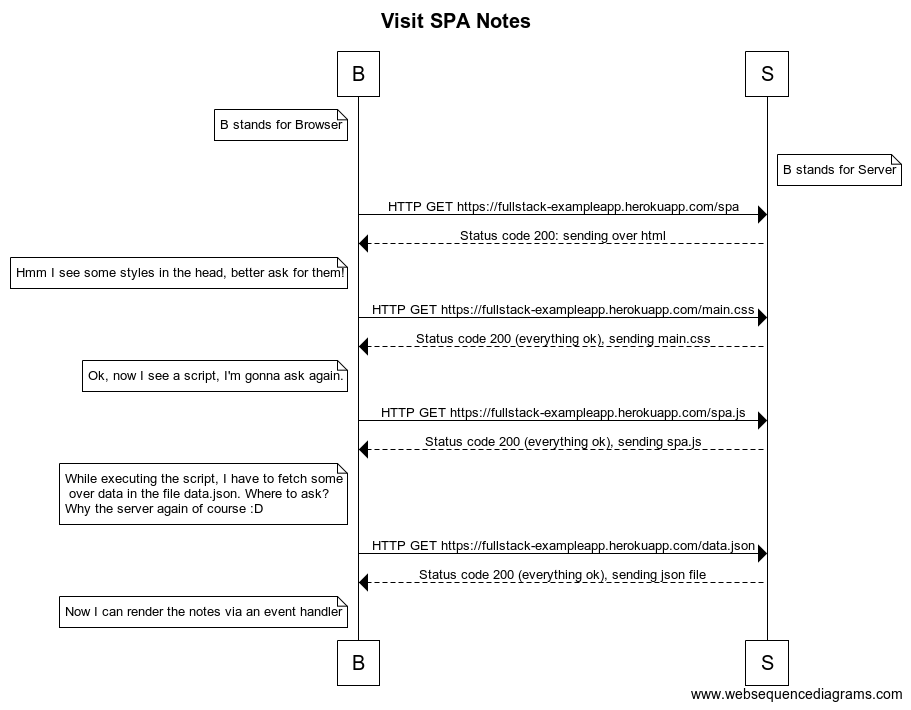 Visit SPA Notes
B
S
B stands for Browser
B stands for Server
HTTP GET https://fullstack-exampleapp.herokuapp.com/spa
Status code 200: sending over html
Hmm I see some styles in the head, better ask for them!
HTTP GET https://fullstack-exampleapp.herokuapp.com/main.css
Status code 200 (everything ok), sending main.css
Ok, now I see a script, I'm gonna ask again.
HTTP GET https://fullstack-exampleapp.herokuapp.com/spa.js
Status code 200 (everything ok), sending spa.js
While executing the script, I have to fetch some
over data in the file data.json. Where to ask?
Why the server again of course :D
HTTP GET https://fullstack-exampleapp.herokuapp.com/data.json
Status code 200 (everything ok), sending json file
Now I can render the notes via an event handler
B
S
www.websequencediagrams.com